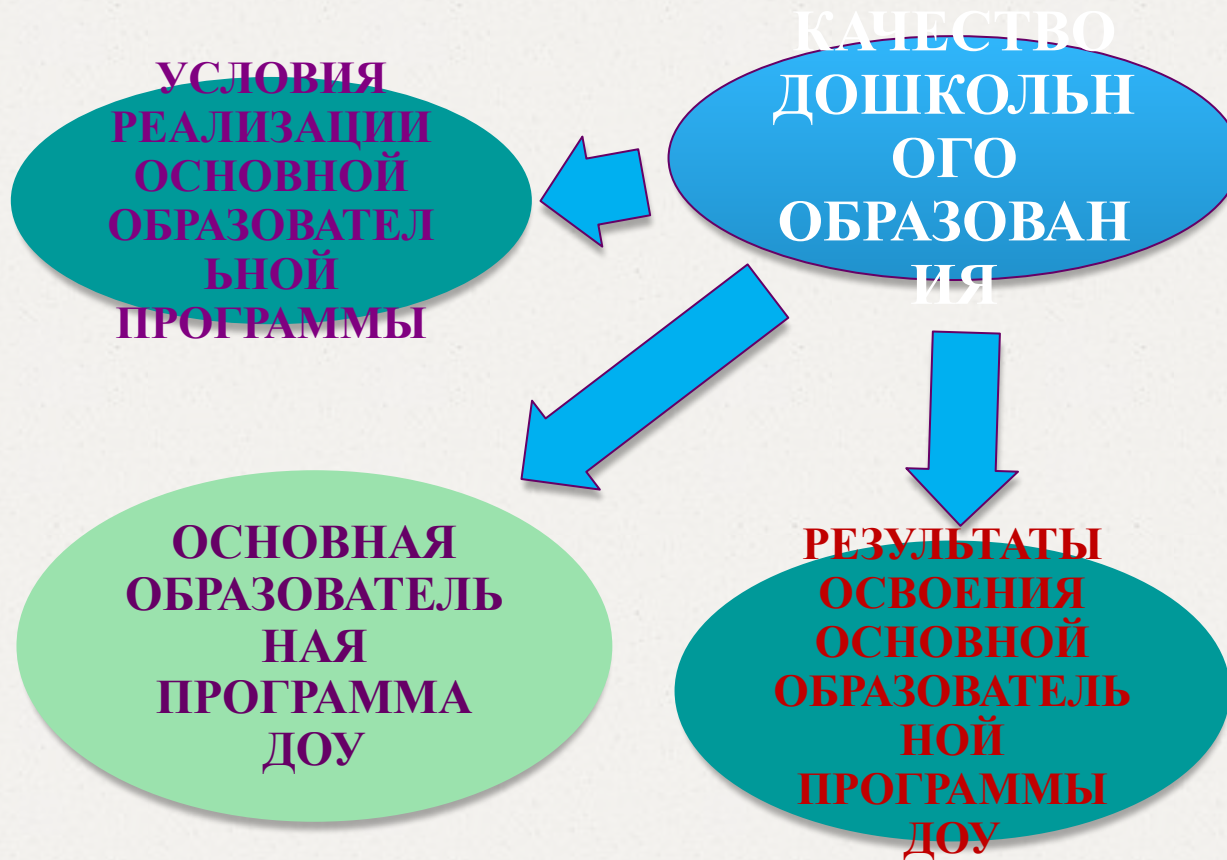 КАЧЕСТВО
ДОШКОЛЬН
ОГО
ОБРАЗОВАН
ИЯ
УСЛОВИЯ
РЕАЛИЗАЦИИ
ОСНОВНОЙ
ОБРАЗОВАТЕЛ
ЬНОЙ
ПРОГРАММЫ
ОСНОВНАЯ
ОБРАЗОВАТЕЛЬ
НАЯ
ПРОГРАММА
ДОУ
РЕЗУЛЬТАТЫ
ОСВОЕНИЯ
ОСНОВНОЙ
ОБРАЗОВАТЕЛЬ
НОЙ
ПРОГРАММЫ
ДОУ